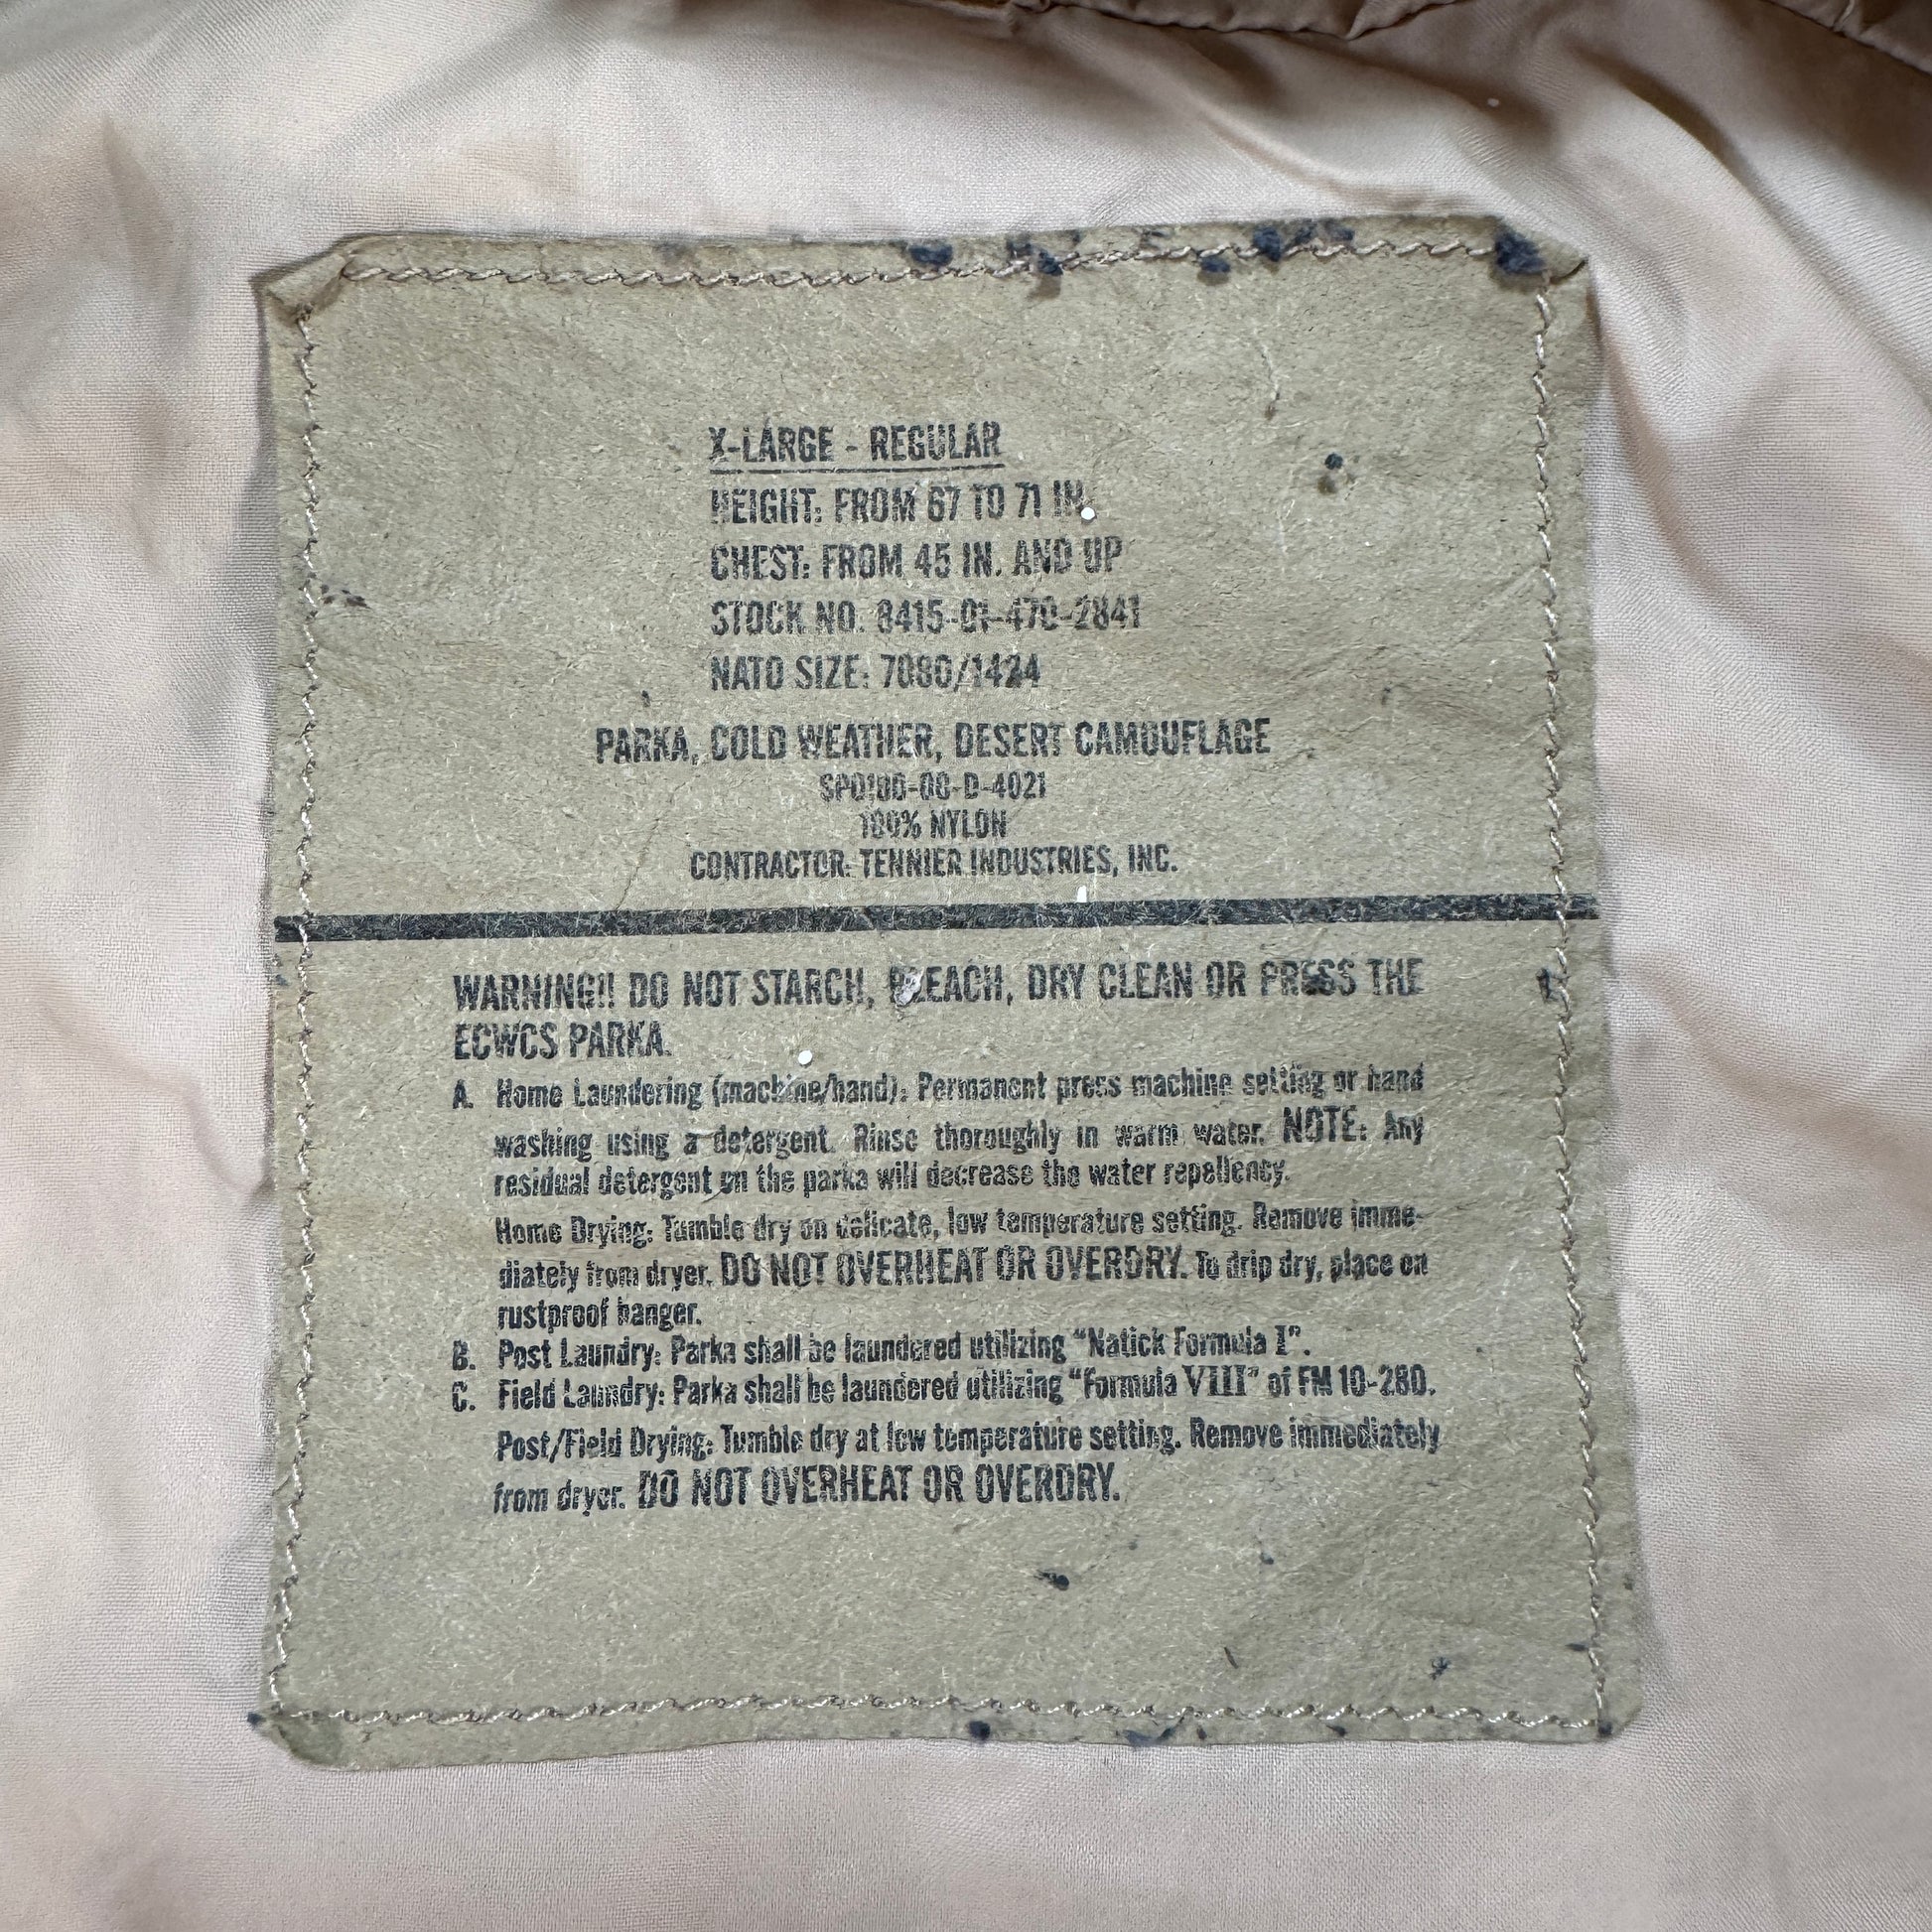 X-LARGE - REGULAR
HEIGHT: FROM 67 TO 71 IN.
CHEST: FROM 45 IN. AND UP
STOCK NO. 8415-01-470-2841
NATO SIZE: 7080/1424
PARKA, COLD WEATHER, DESERT CAMOUFLAGE
SPO100-00-D-4021
100% NYLON
CONTRACTOR: TENNIER INDUSTRIES, INC.
WARNING!! DO NOT STARCH, BLEACH, DRY CLEAN OR PRESS THE
ECWCS PARKA.
A. Home Laundering (machine/hand): Permanent press machine setting or hand
washing using a detergent. Rinse thoroughly in warm water. NOTE: Any
residual detergent on the parka will decrease the water repellency.
Home Drying: Tumble dry on delicate, low temperature setting. Remove imme-
diately from dryer. DO NOT OVERHEAT OR OVERDRY. To drip dry, place on
rustproof hanger.
B. Post Laundry: Parka shall be laundered utilizing "Natick Formula I".
C. Field Laundry: Parka shall be laundered utilizing "Formula VIII" of FM 10-280.
Post/Field Drying: Tumble dry at low temperature setting. Remove immediately
from dryer. DO NOT OVERHEAT OR OVERDRY.